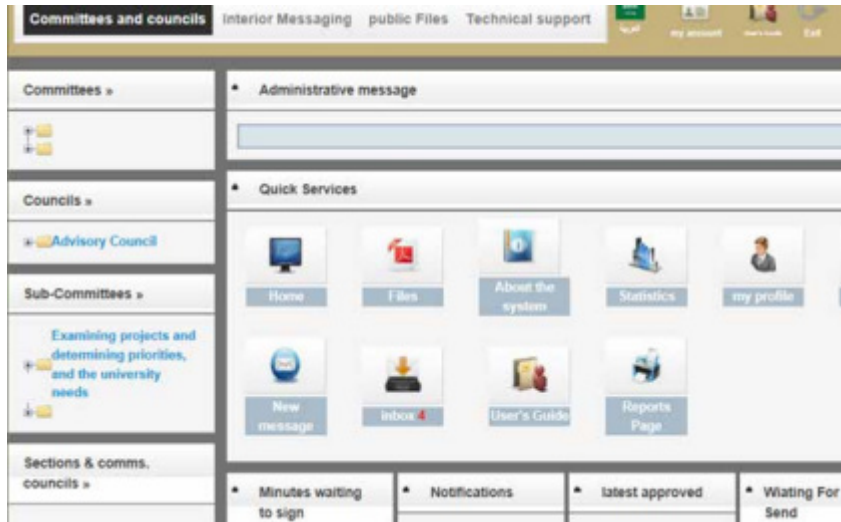 Committees and councils
Interior Messaging
public Files
Technical support
my account
User's Guide
Exit
Committees »
Administrative message
Councils »
Advisory Council
Quick Services
Home
Files
About the
system
Statistics
my profile
Sub-Committees »
Examining projects and
determining priorities,
and the university
needs
New
message
inbox 4
User's Guide
Reports
Page
Sections & comms.
councils »
Minutes waiting
to sign
Notifications
latest approved
Wiating For
Send